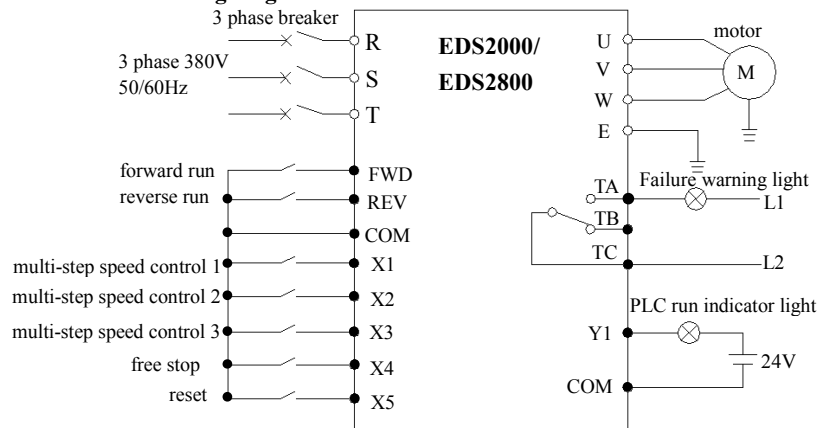 3 phase breaker
3 phase 380V
50/60Hz
R
S
T
EDS2000/
EDS2800
U
V
W
E
motor
M
forward run
FWD
reverse run
REV
COM
multi-step speed control 1
X1
multi-step speed control 2
X2
multi-step speed control 3
X3
free stop
X4
reset
X5
TA
Failure warning light
L1
TB
TC
L2
PLC run indicator light
Y1
24V
COM